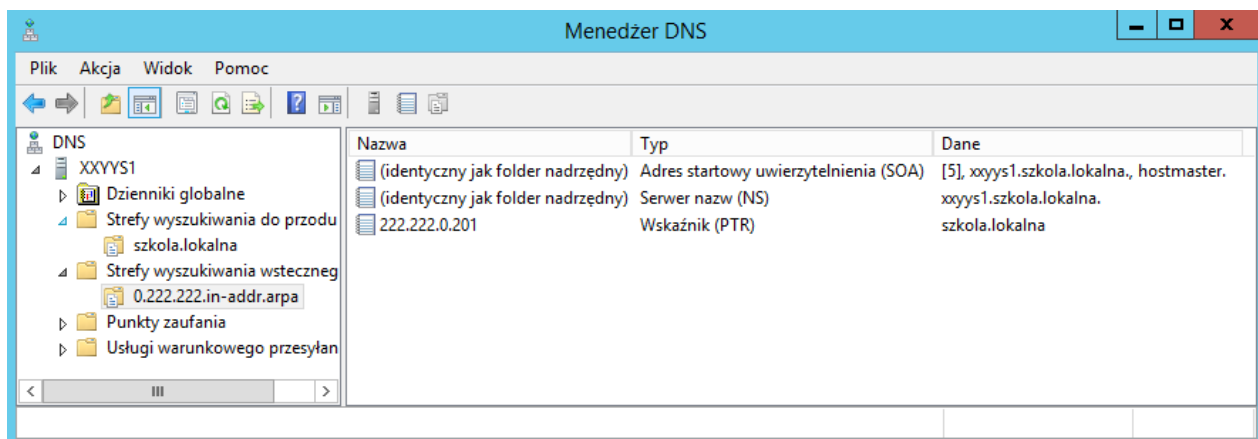 Menedżer DNS
Plik Akcja Widok Pomoc
DNS
XXYYS1
Dzienniki globalne
Strefy wyszukiwania do przodu
szkola.lokalna
Strefy wyszukiwania wsteczneg
0.222.222.in-addr.arpa
Punkty zaufania
Usługi warunkowego przesyłan
Nazwa Typ Dane
(identyczny jak folder nadrzędny) Adres startowy uwierzytelnienia (SOA) [5], xxyys1.szkola.lokalna., hostmaster.
(identyczny jak folder nadrzędny) Serwer nazw (NS) xxyys1.szkola.lokalna.
222.222.0.201 Wskaźnik (PTR) szkola.lokalna